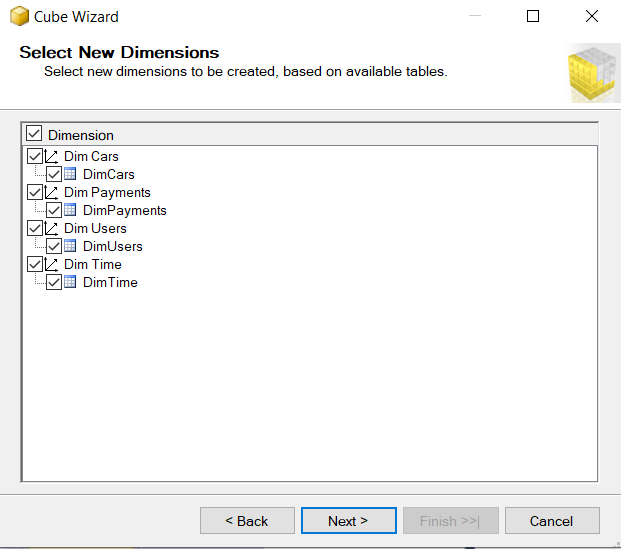 Cube Wizard
Select New Dimensions
Select new dimensions to be created, based on available tables.
Dimension
Dim Cars
DimCars
Dim Payments
DimPayments
Dim Users
DimUsers
Dim Time
DimTime
< Back Next > Finish >>| Cancel